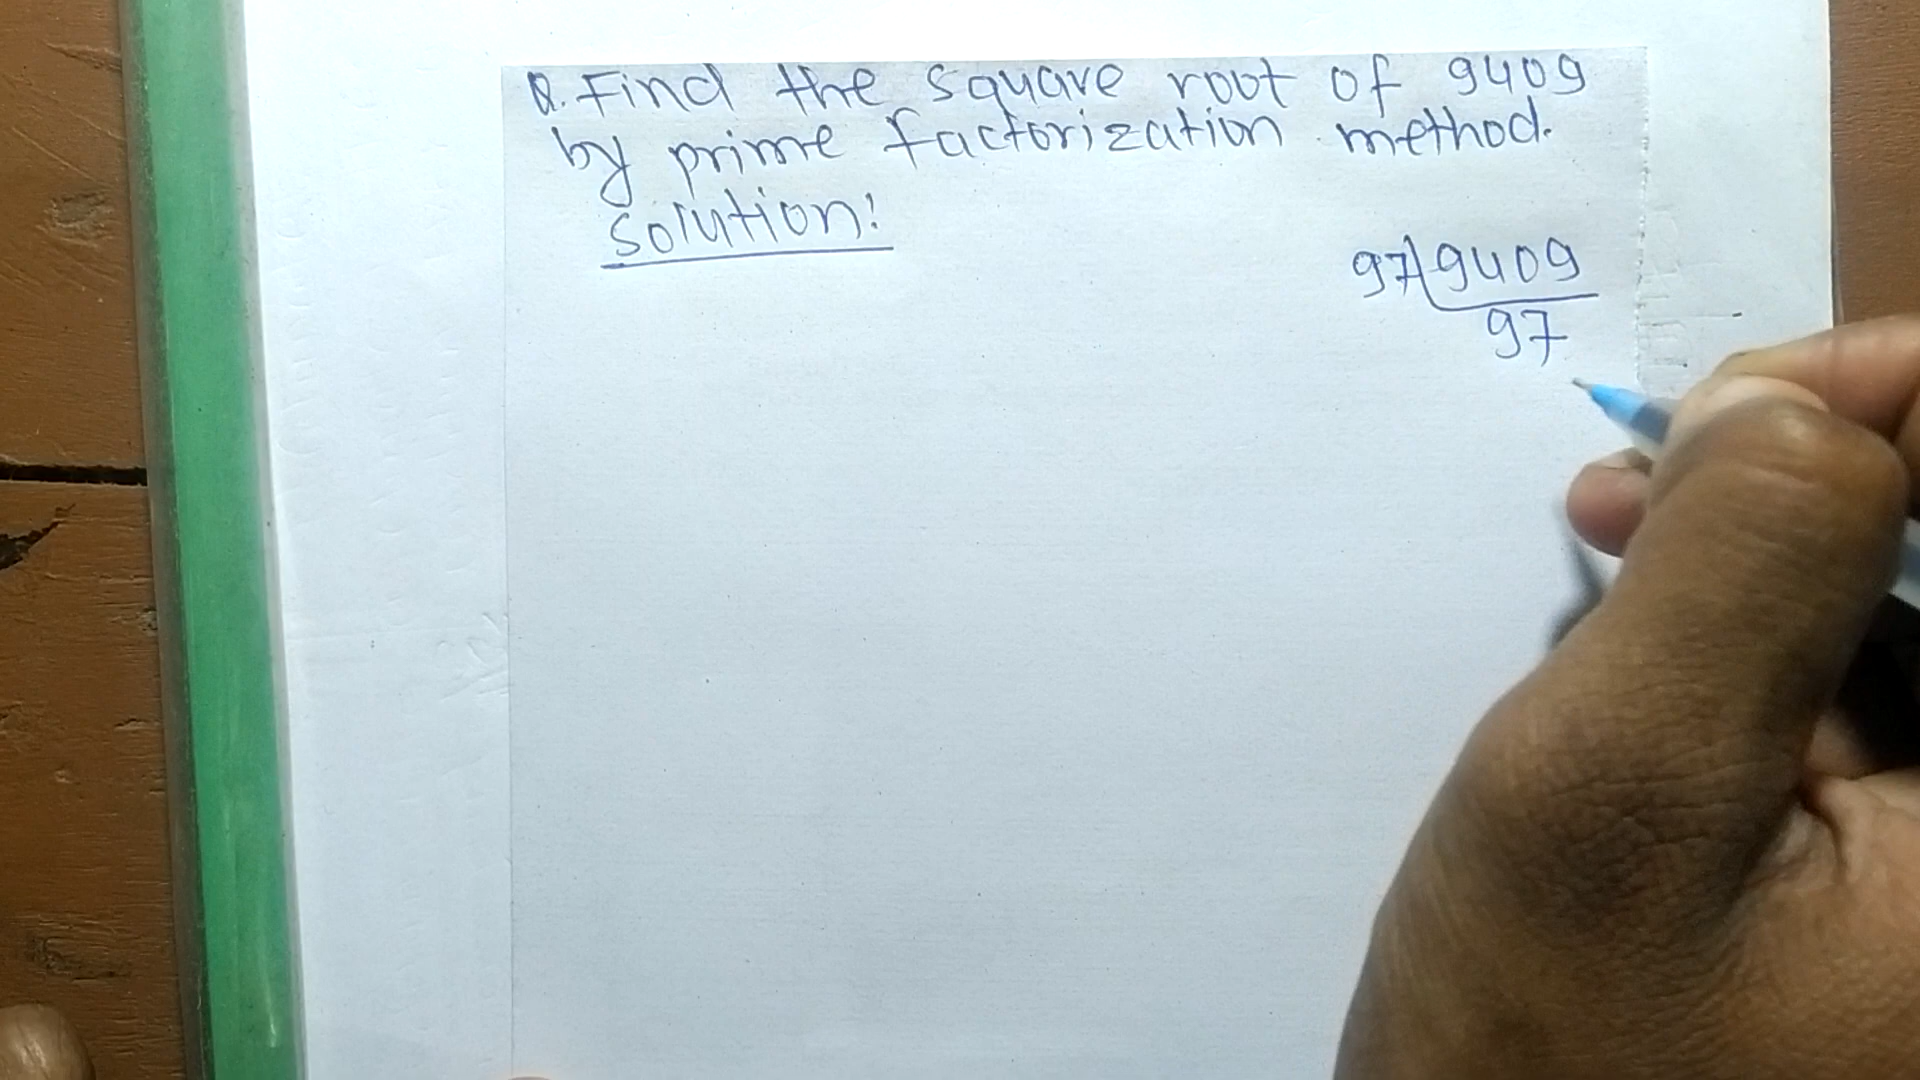 Q. Find the square root of 9409
by prime factorization method.
Solution:
97 9409
97